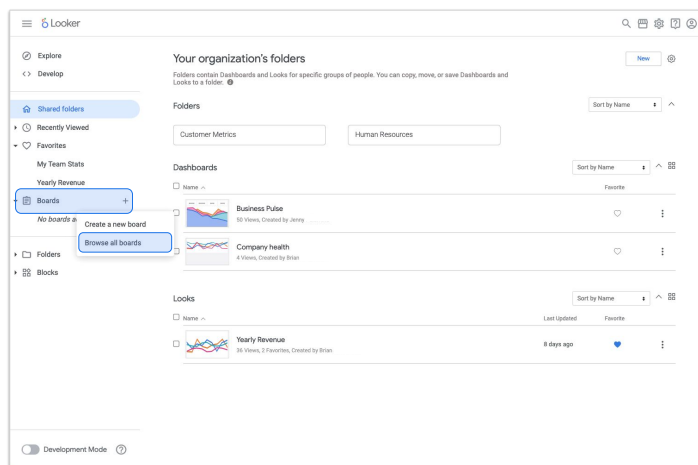 Looker
Explore
Develop
Shared folders
Recently Viewed
Favorites
My Team Stats
Yearly Revenue
Boards
No boards a
Create a new board
Browse all boards
Folders
Blocks
Development Mode
Your organization's folders
New
Folders contain Dashboards and Looks for specific groups of people. You can copy, move, or save Dashboards and
Looks to a folder.
Folders
Sort by Name
Customer Metrics
Human Resources
Dashboards
Sort by Name
Name
Favorite
Business Pulse
50 Views, Created by Jenny
Company health
4 Views, Created by Brian
Looks
Sort by Name
Name
Last Updated
Favorite
Yearly Revenue
36 Views, 2 Favorites, Created by Brian
8 days ago